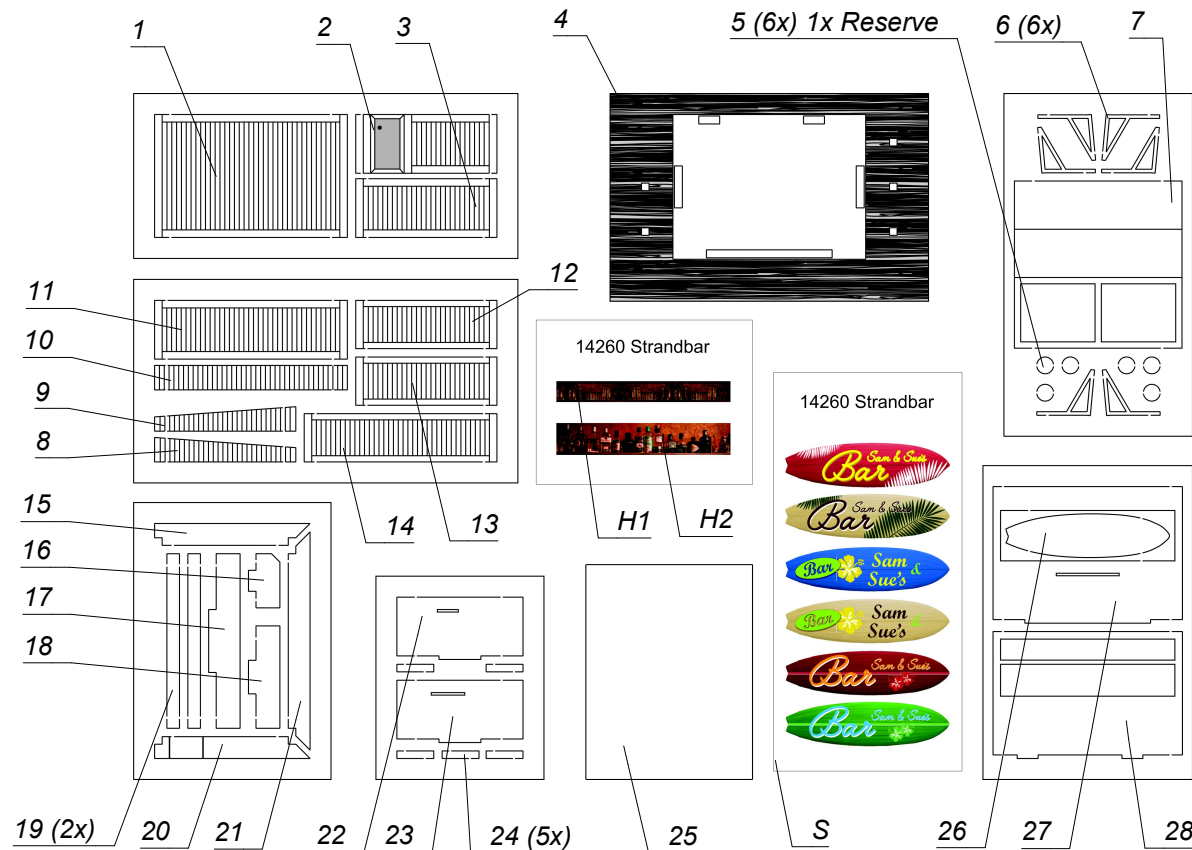 1
2
3
4
5 (6x) 1x Reserve
6 (6x)
7
11
10
9
8
12
14
13
14260 Strandbar
H1
H2
14260 Strandbar
Bar Sam & Sue's
Bar Sam & Sue's
Bar Sam &
Sue's
Bar Sam &
Sue's
Bar Sam & Sue's
Bar Sam & Sue's
15
16
17
18
19 (2x)
20
21
22
23
24 (5x)
25
S
26
27
28